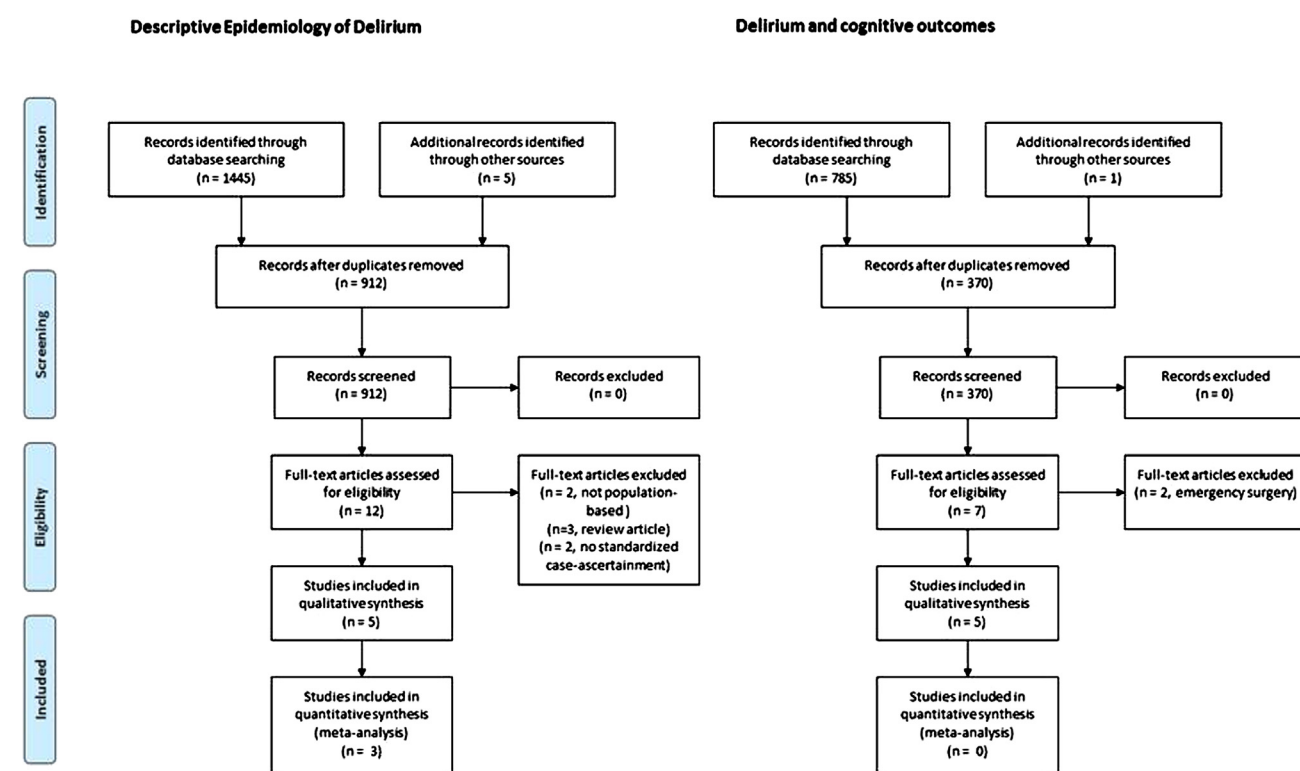 Descriptive Epidemiology of Delirium
Delirium and cognitive outcomes
Identification
Records identified through
database searching
(n = 1445)
Additional records identified
through other sources
(n = 5)
Records identified through
database searching
(n = 785)
Additional records identified
through other sources
(n = 1)
Records after duplicates removed
(n = 912)
Records after duplicates removed
(n = 370)
Screening
Records screened
(n = 912)
Records excluded
(n = 0)
Records screened
(n = 370)
Records excluded
(n = 0)
Eligibility
Full-text articles assessed
for eligibility
(n = 12)
Full-text articles excluded
(n = 2, not population-
based )
(n=3, review article)
(n = 2, no standardized
case-ascertainment)
Full-text articles assessed
for eligibility
(n = 7)
Full-text articles excluded
(n = 2, emergency surgery)
Studies included in
qualitative synthesis
(n = 5)
Studies included in
qualitative synthesis
(n = 5)
Included
Studies included in
quantitative synthesis
(meta-analysis)
(n = 3)
Studies included in
quantitative synthesis
(meta-analysis)
(n = 0)